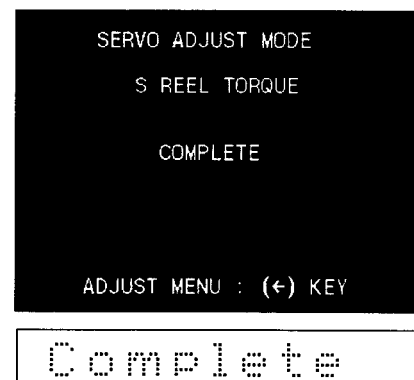 SERVO ADJUST MODE
S REEL TORQUE
COMPLETE
ADJUST MENU : (←) KEY
Complete